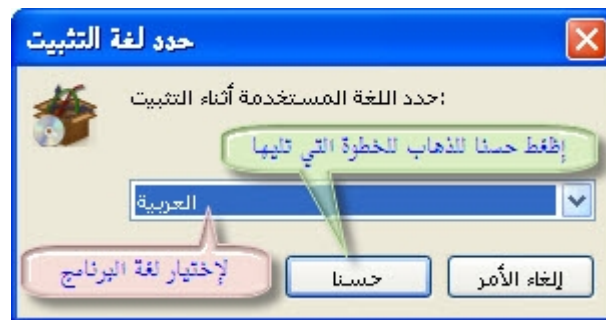 حدد لغة التثبيت
حدد اللغة المستخدمة أثناء التثبيت:
إظغط حسنا للذهاب للخطوة التي تليها
العربية
لإختيار لغة البرنامج
حسنا
إلغاء الأمر